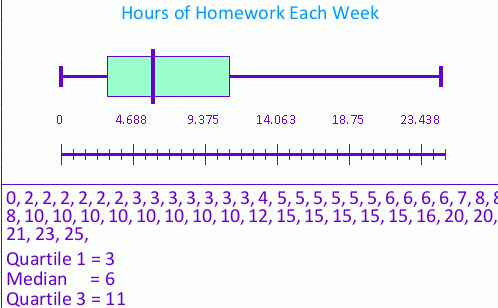 Hours of Homework Each Week
0 4.688 9.375 14.063 18.75 23.438
0, 2, 2, 2, 2, 2, 2, 3, 3, 3, 3, 3, 3, 3, 4, 5, 5, 5, 5, 5, 5, 6, 6, 6, 6, 7, 8, 8
8, 10, 10, 10, 10, 10, 10, 10, 10, 12, 15, 15, 15, 15, 15, 16, 20, 20,
21, 23, 25,
Quartile 1 = 3
Median = 6
Quartile 3 = 11